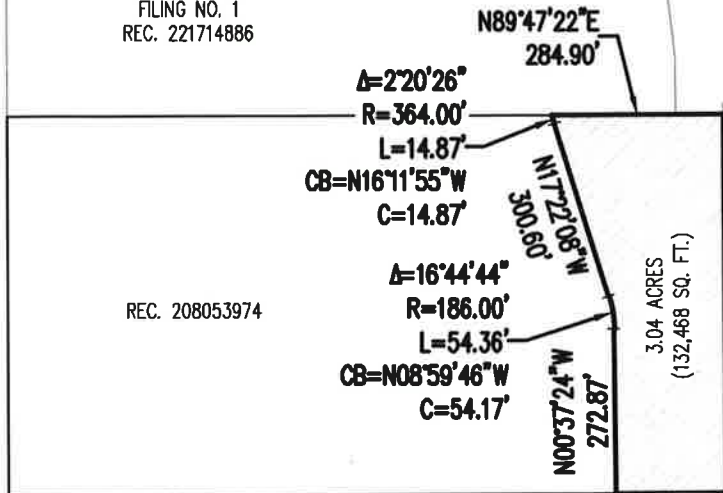 FILING NO. 1
REC. 221714886
N89°47'22"E
284.90'
Δ=2°20'26"
R=364.00'
L=14.87'
CB=N16°11'55"W
C=14.87'
N17°22'08"W
300.60'
REC. 208053974
Δ=16°44'44"
R=186.00'
L=54.36'
CB=N08°59'46"W
C=54.17'
N00°37'24"W
272.87'
3.04 ACRES
(132,468 SQ. FT.)